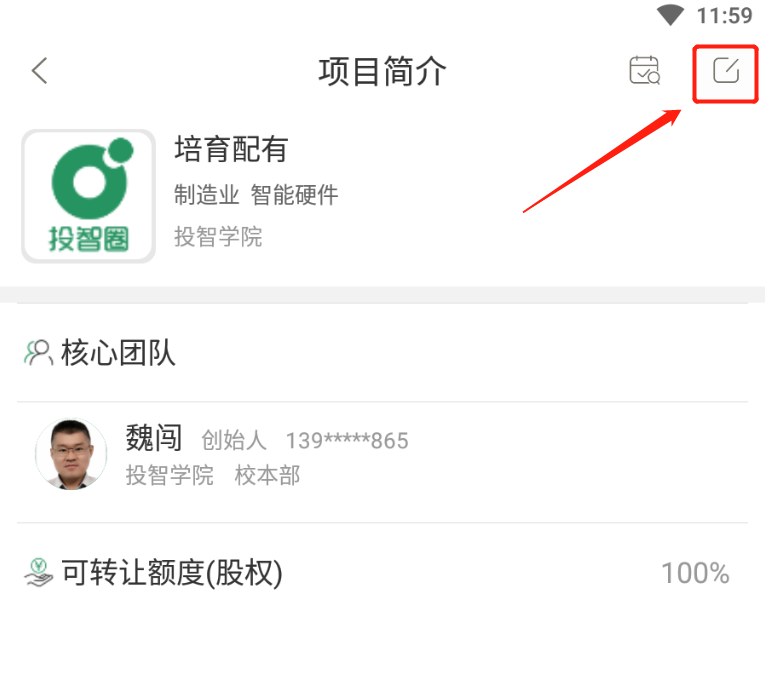 11:59
项目简介
培育配有
制造业 智能硬件
投智圈
投智学院
核心团队
魏闯 创始人 139*****865
投智学院 校本部
可转让额度(股权) 100%